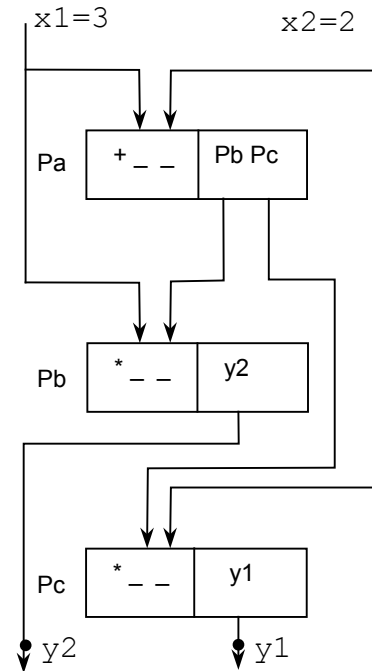 x1=3 x2=2
Pa + _ _ Pb Pc
Pb * _ _ y2
Pc * _ _ y1
y2 y1